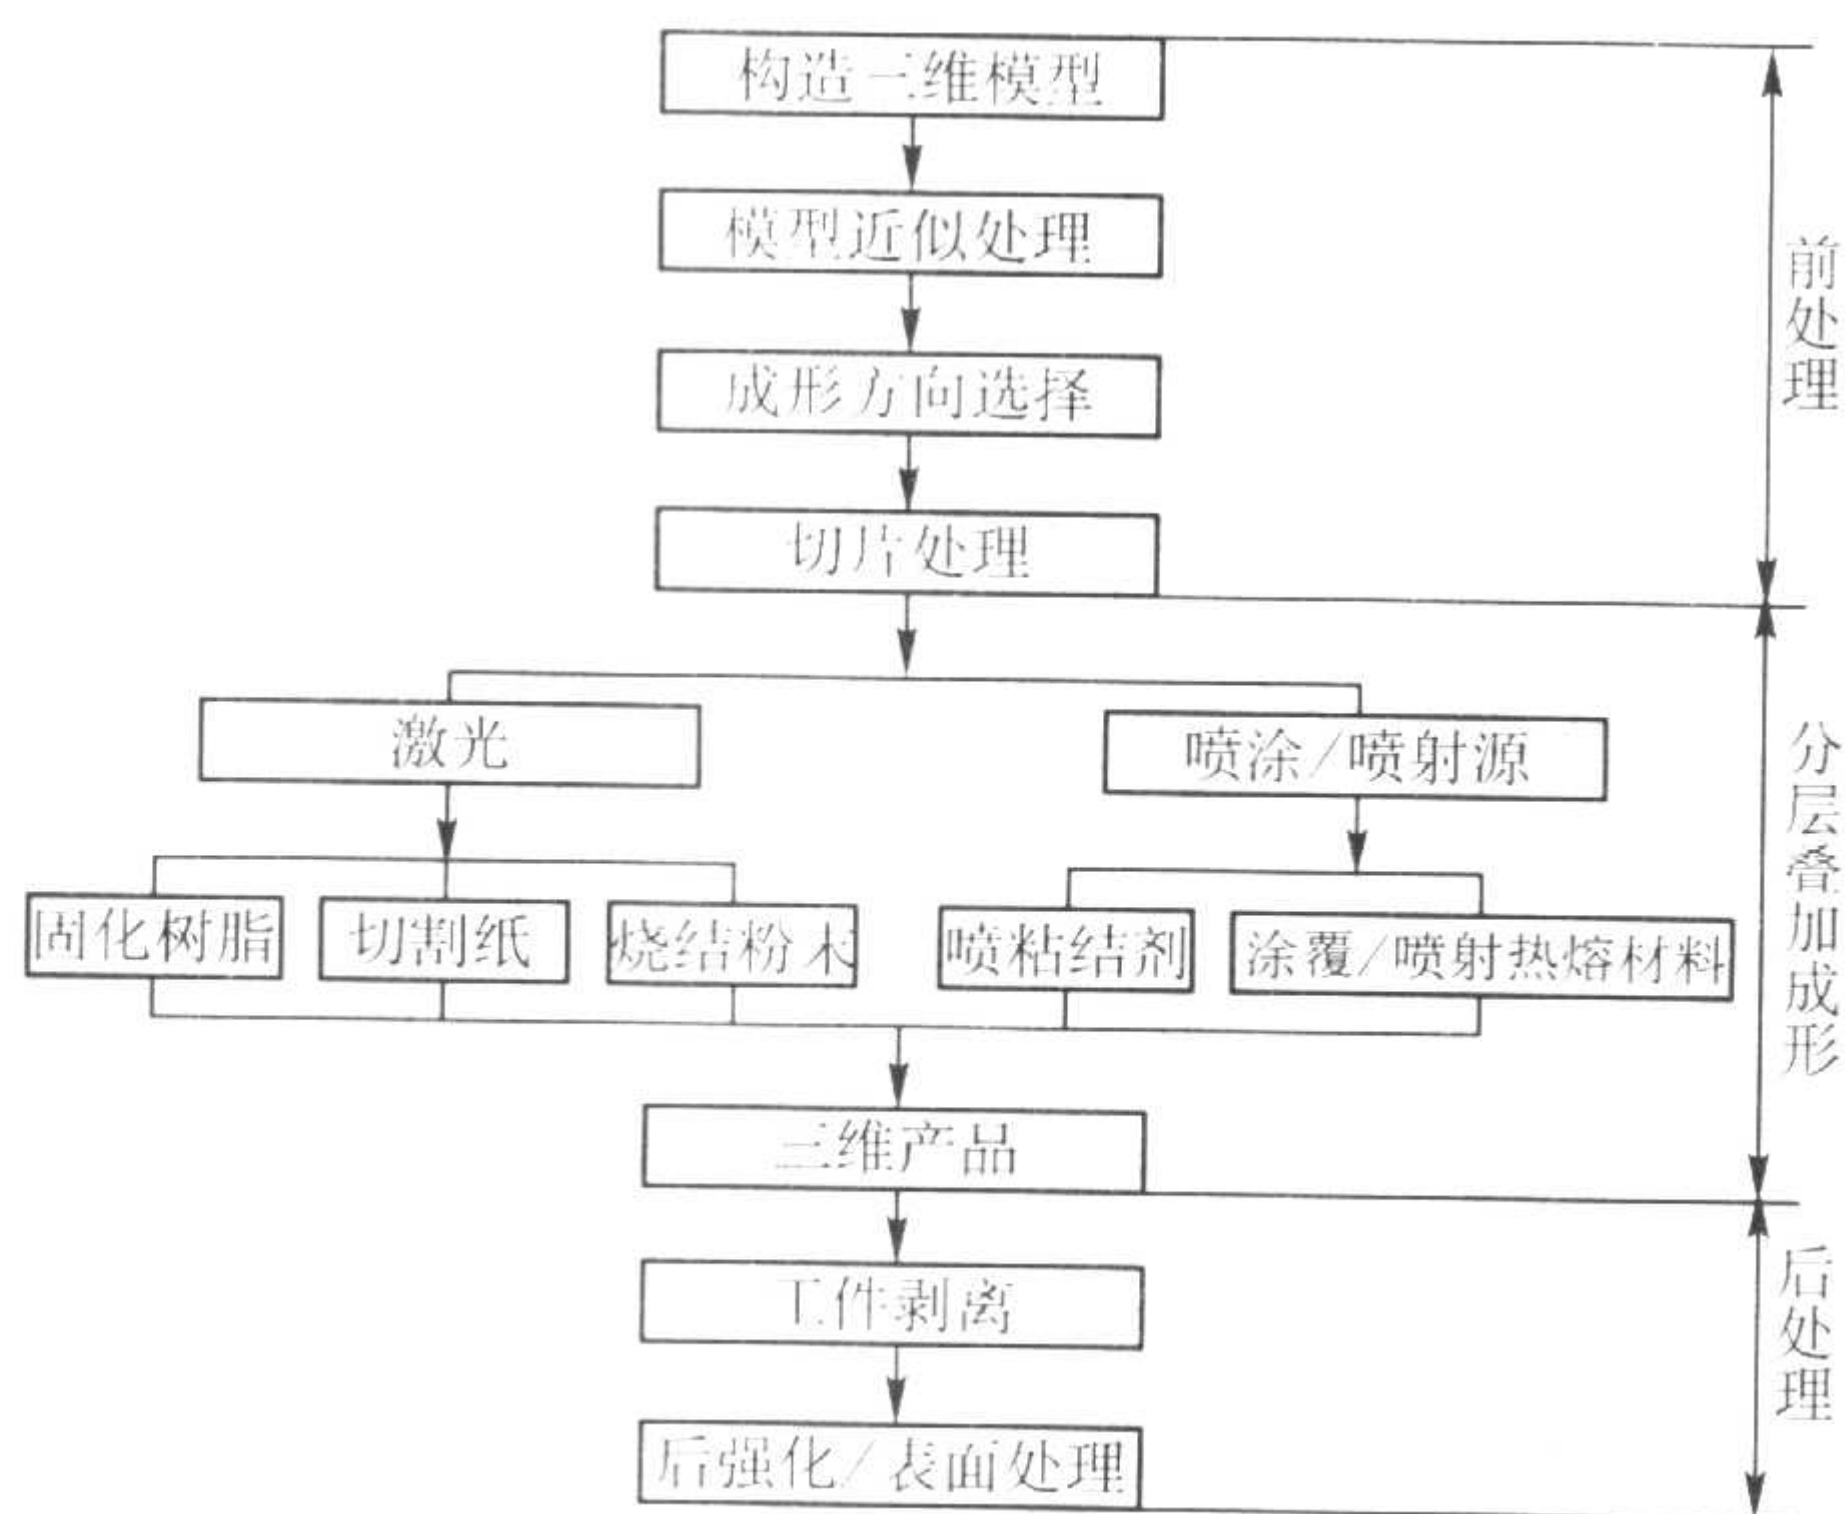 构造三维模型
模型近似处理
成形方向选择
切片处理
前处理
激光
喷涂/喷射源
固化树脂
切割纸
烧结粉末
喷粘结剂
涂覆/喷射热熔材料
三维产品
分层叠加成形
工件剥离
后强化/表面处理
后处理